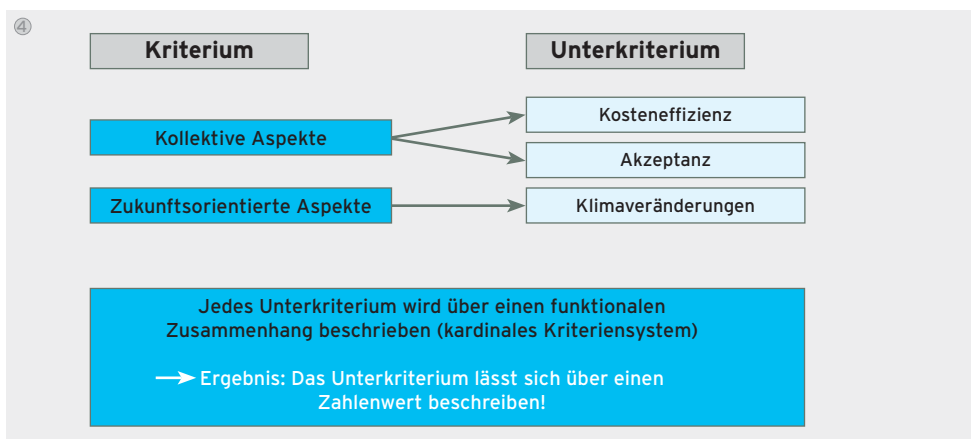 ④
Kriterium
Unterkriterium
Kollektive Aspekte
Kosteneffizienz
Akzeptanz
Zukunftsorientierte Aspekte
Klimaveränderungen
Jedes Unterkriterium wird über einen funktionalen
Zusammenhang beschrieben (kardinales Kriteriensystem)
Ergebnis: Das Unterkriterium lässt sich über einen
Zahlenwert beschreiben!